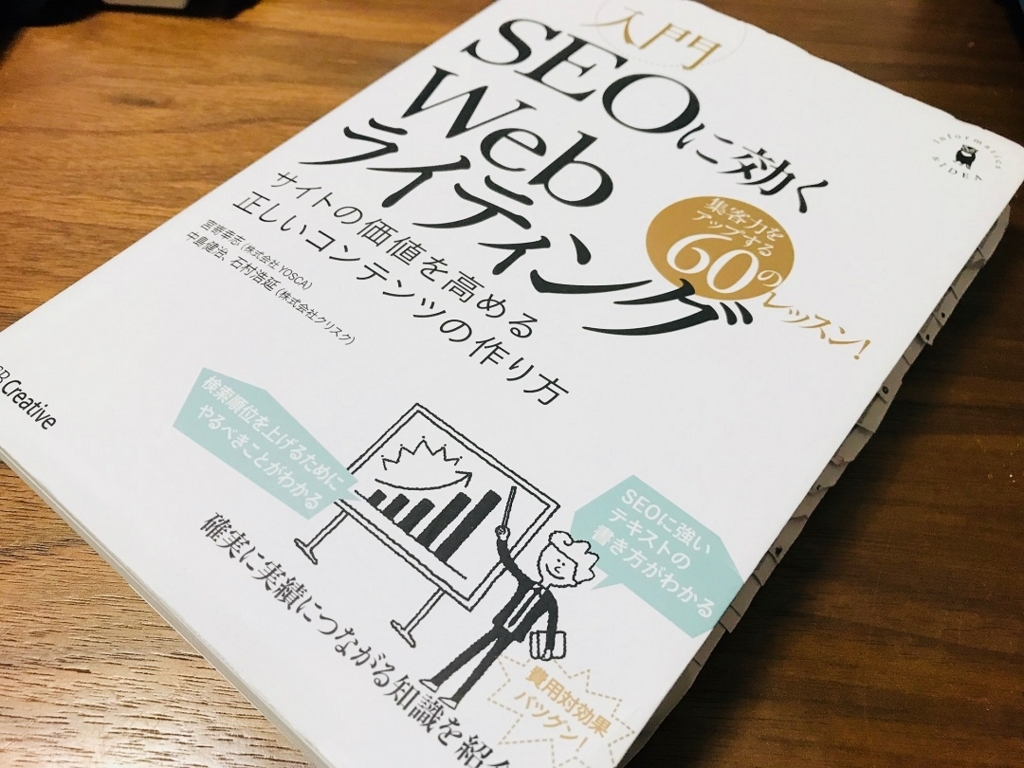 入門
SEOに効く
Web
ライティング
集客力を
アップする
60の
レッスン!
サイトの価値を高める
正しいコンテンツの作り方
宮嵜幸志(株式会社YOSCA)
中島健治、石村浩延(株式会社クリスク)
informatics
&IDEA
Creative
検索順位を上げるために
やるべきことがわかる
SEOに強い
テキストの
書き方がわかる
確実に実績につながる知識を紹
費用対効果
バツグン!